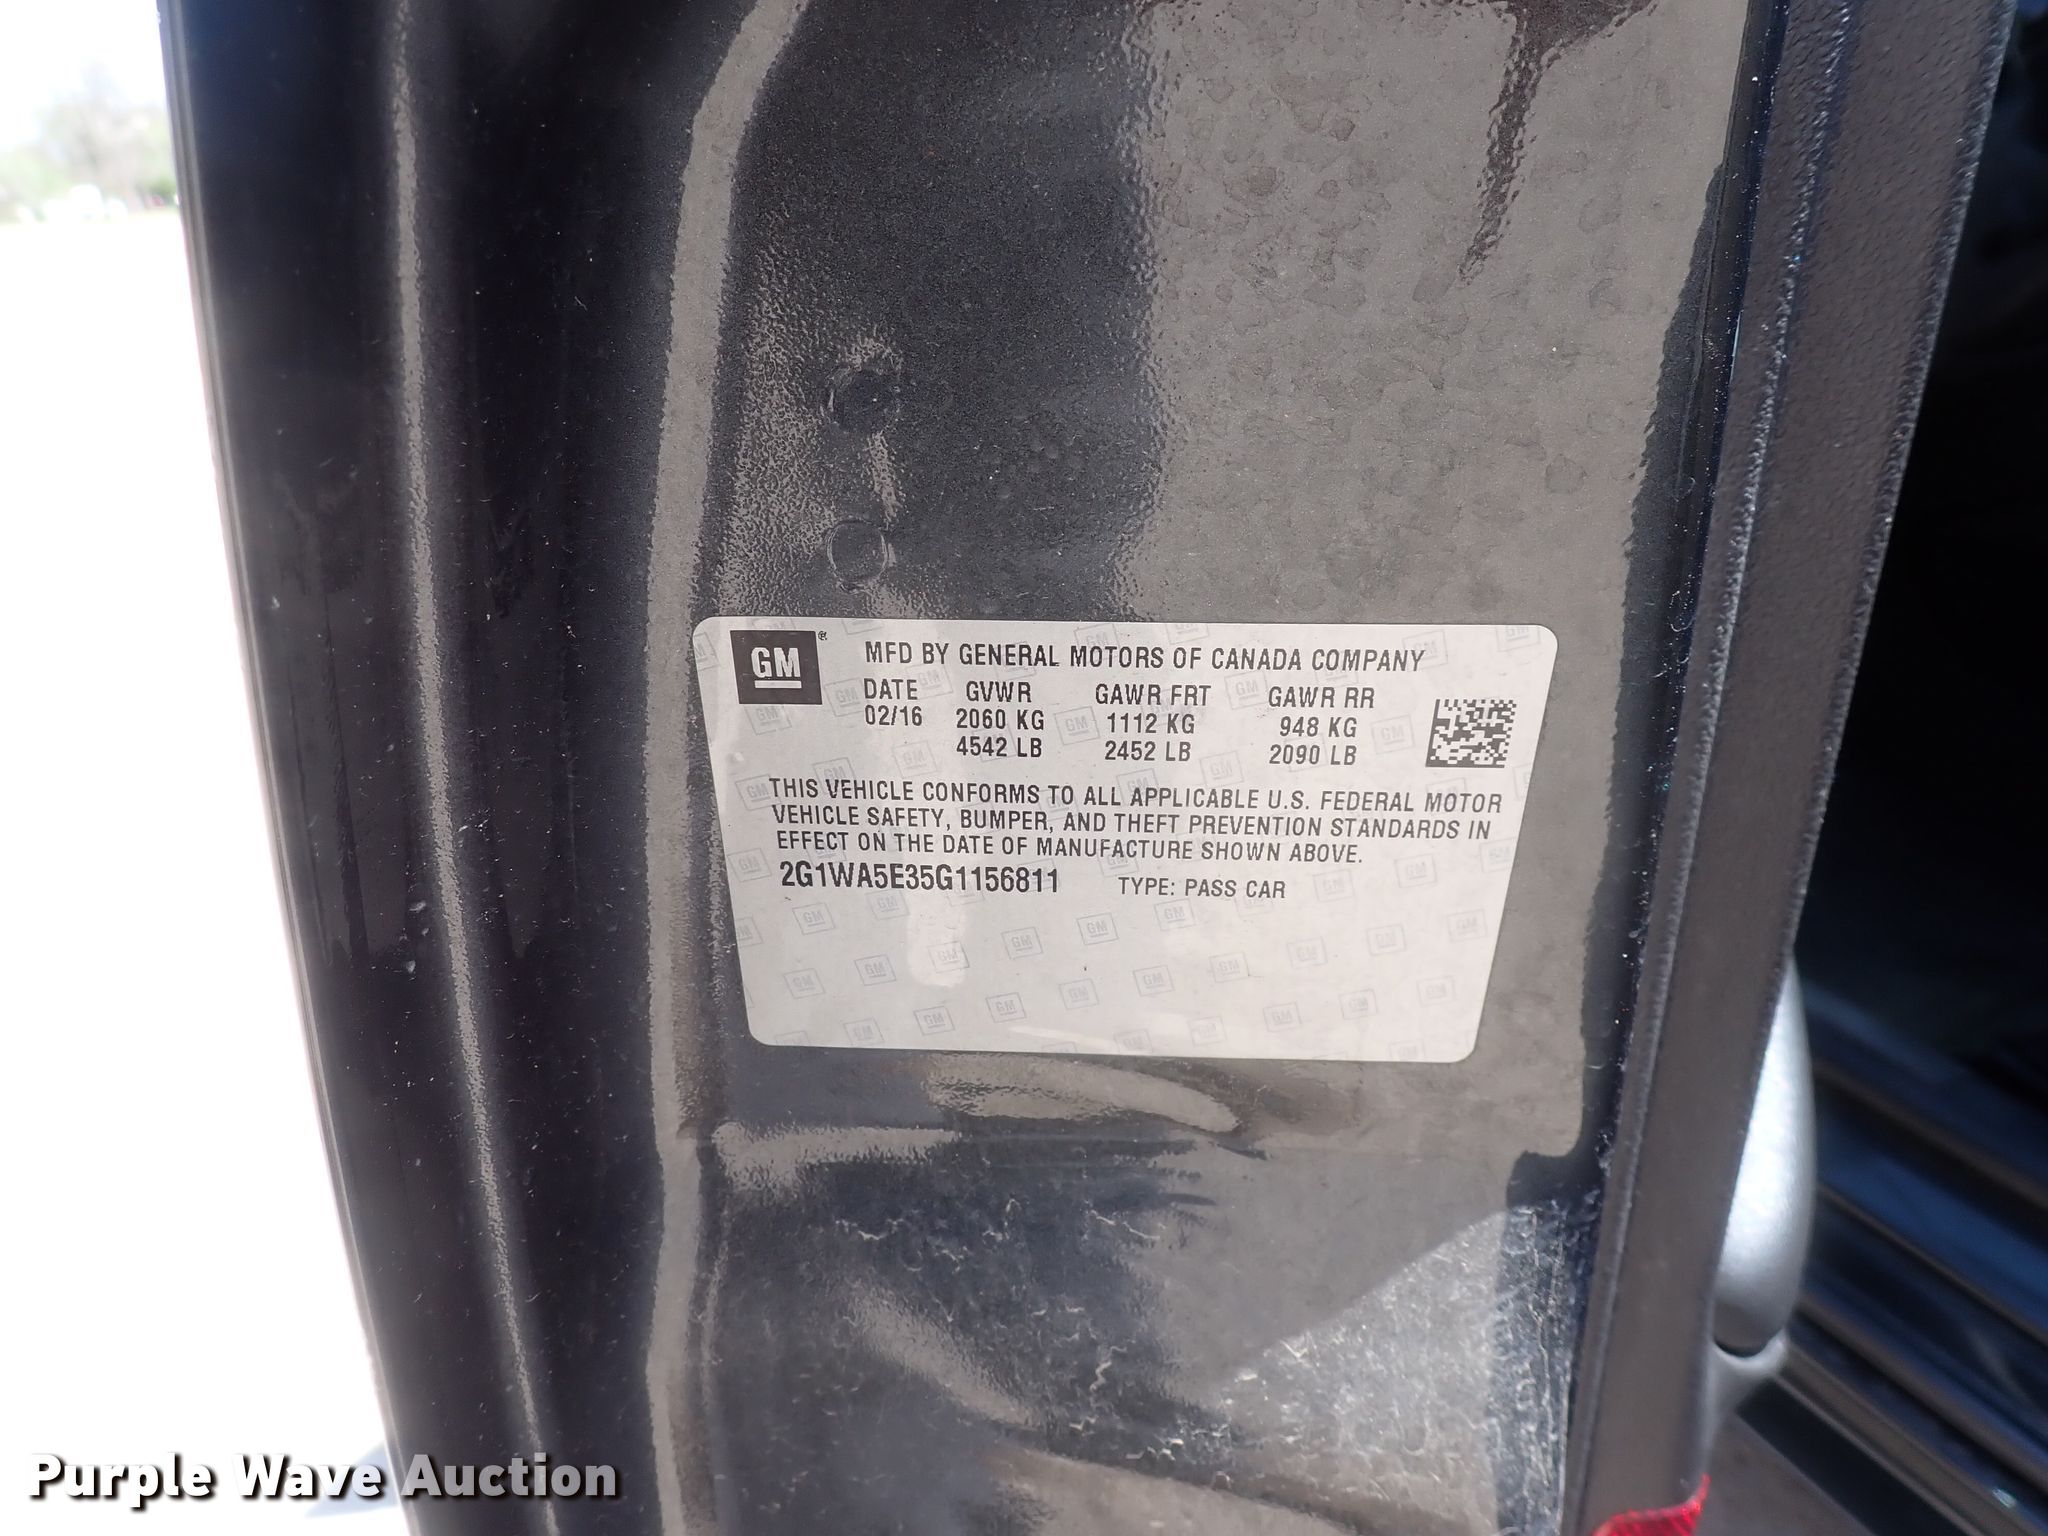 GM
MFD BY GENERAL MOTORS OF CANADA COMPANY
DATE GVWR GAWR FRT GAWR RR
02/16 2060 KG 1112 KG 948 KG
4542 LB 2452 LB 2090 LB
THIS VEHICLE CONFORMS TO ALL APPLICABLE U.S. FEDERAL MOTOR
VEHICLE SAFETY, BUMPER, AND THEFT PREVENTION STANDARDS IN
EFFECT ON THE DATE OF MANUFACTURE SHOWN ABOVE.
2G1WA5E35G1156811 TYPE: PASS CAR
Purple Wave Auction